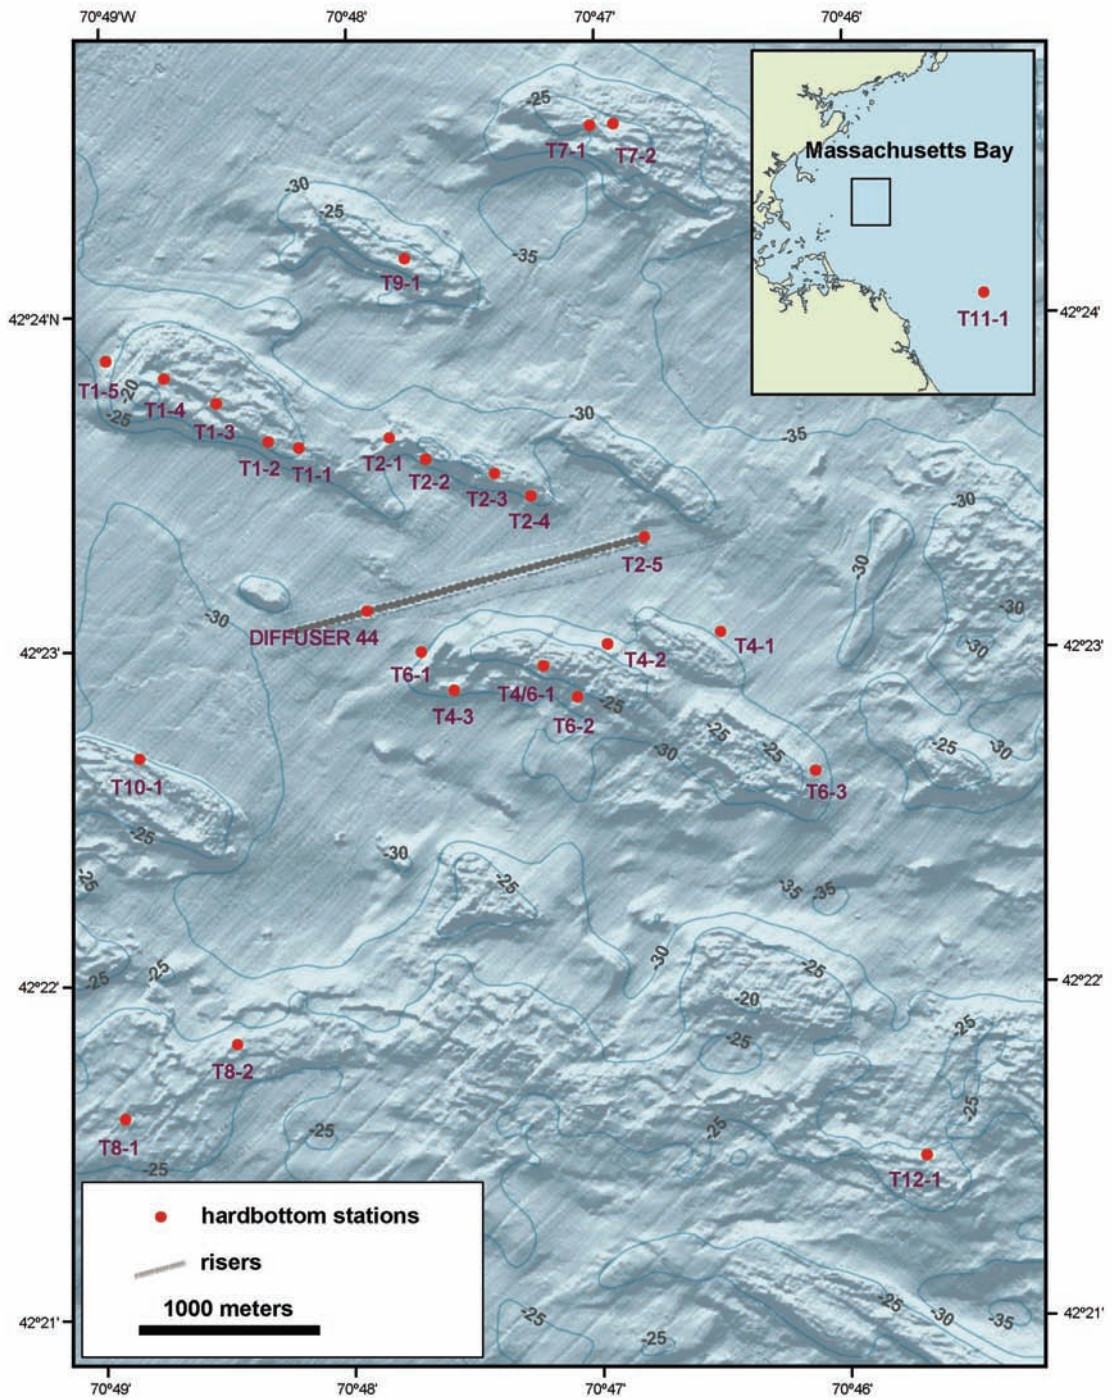 70°49'W 70°48' 70°47' 70°46'
-25
T7-1 T7-2
Massachusetts Bay
-30
-25
-35
T9-1
42°24'N
42°24'
T11-1
T1-5
-20
T1-4
-25
T1-3
-30
-35
T1-2 T1-1
T2-1
T2-2
T2-3
T2-4
-30
T2-5
-30
-30
-30
DIFFUSER 44
42°23'
42°23'
-30
T6-1
T4-2
T4-1
T4/6-1
T4-3
T6-2
-25
-25
-25
-30
-25
-30
T10-1
T6-3
-25
-30
-25
-25
-35
-35
-30
-25
-25
-25
42°22'
42°22'
-20
-25
-25
T8-2
-25
-25
-25
T8-1
-25
T12-1
hardbottom stations
risers
1000 meters
42°21'
42°21'
-25
-25
-25
-30
-35
70°49' 70°48' 70°47' 70°46'